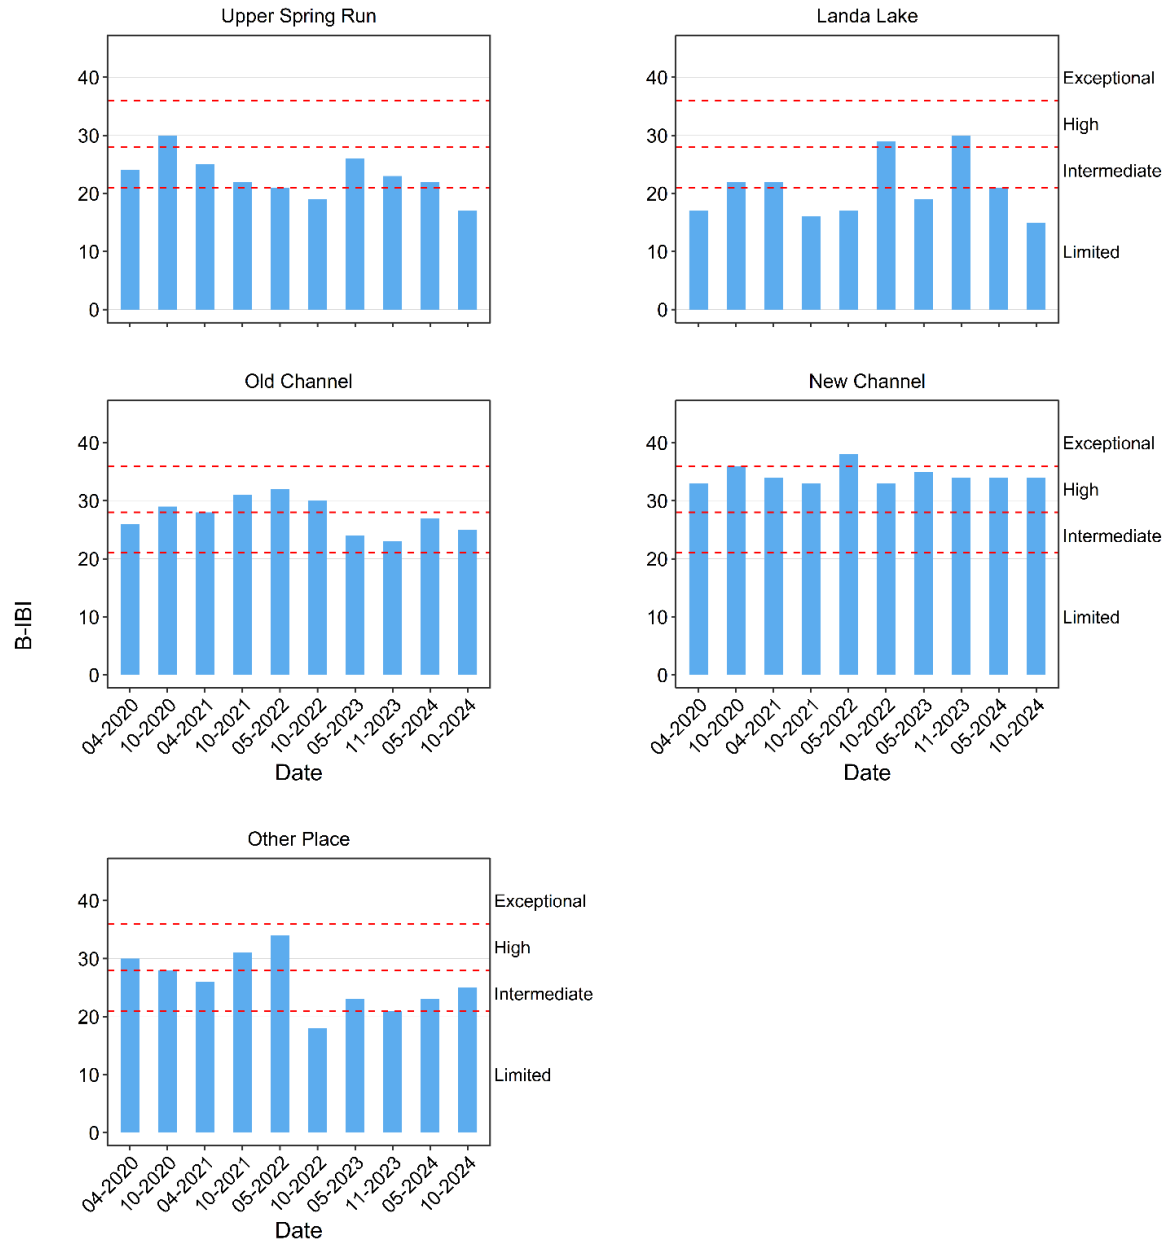 Upper Spring Run
Landa Lake
40
30
20
10
0
Exceptional
High
Intermediate
Limited
40
30
20
10
0
Old Channel
New Channel
B-IBI
40
30
20
10
0
04-2020
10-2020
04-2021
10-2021
05-2022
10-2022
05-2023
11-2023
05-2024
10-2024
Date
40
30
20
10
0
Exceptional
High
Intermediate
Limited
04-2020
10-2020
04-2021
10-2021
05-2022
10-2022
05-2023
11-2023
05-2024
10-2024
Date
Other Place
40
30
20
10
0
Exceptional
High
Intermediate
Limited
04-2020
10-2020
04-2021
10-2021
05-2022
10-2022
05-2023
11-2023
05-2024
10-2024
Date